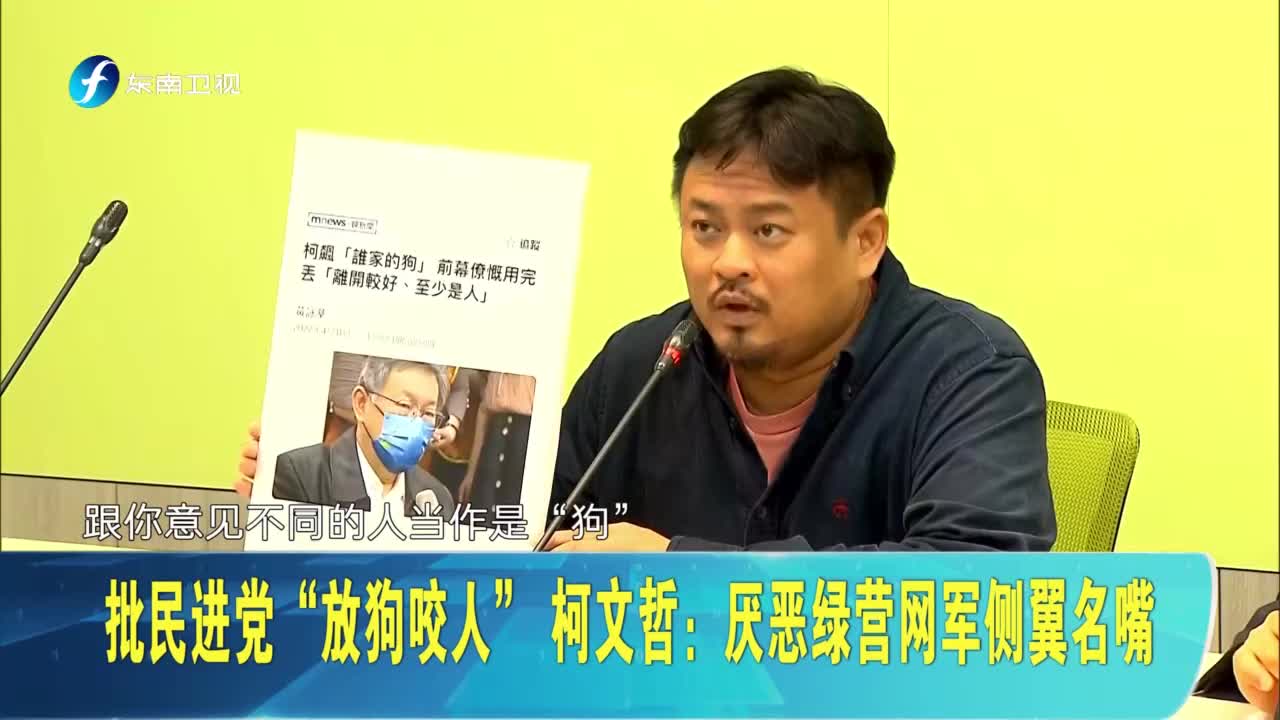 东南卫视
mnews
追蹤
柯飆「誰家的狗」 前幕僚慨用完
丟「離開較好、至少是人」
跟你意见不同的人当作是“狗”
批民进党“放狗咬人” 柯文哲：厌恶绿营网军侧翼名嘴